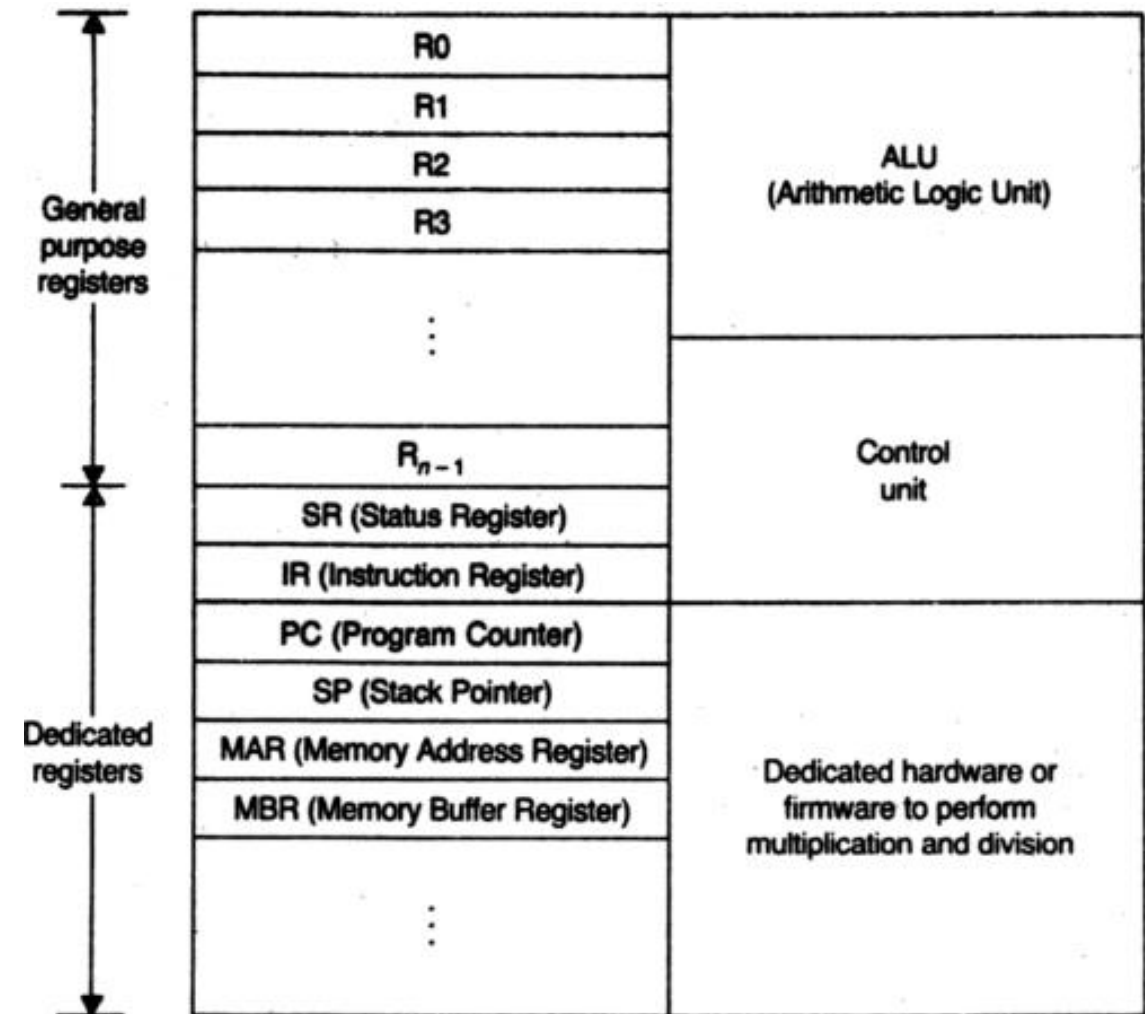 General
purpose
registers
Dedicated
registers
R0
R1
R2
R3
R_{n-1}
SR (Status Register)
IR (Instruction Register)
PC (Program Counter)
SP (Stack Pointer)
MAR (Memory Address Register)
MBR (Memory Buffer Register)
ALU
(Arithmetic Logic Unit)
Control
unit
Dedicated hardware or
firmware to perform
multiplication and division